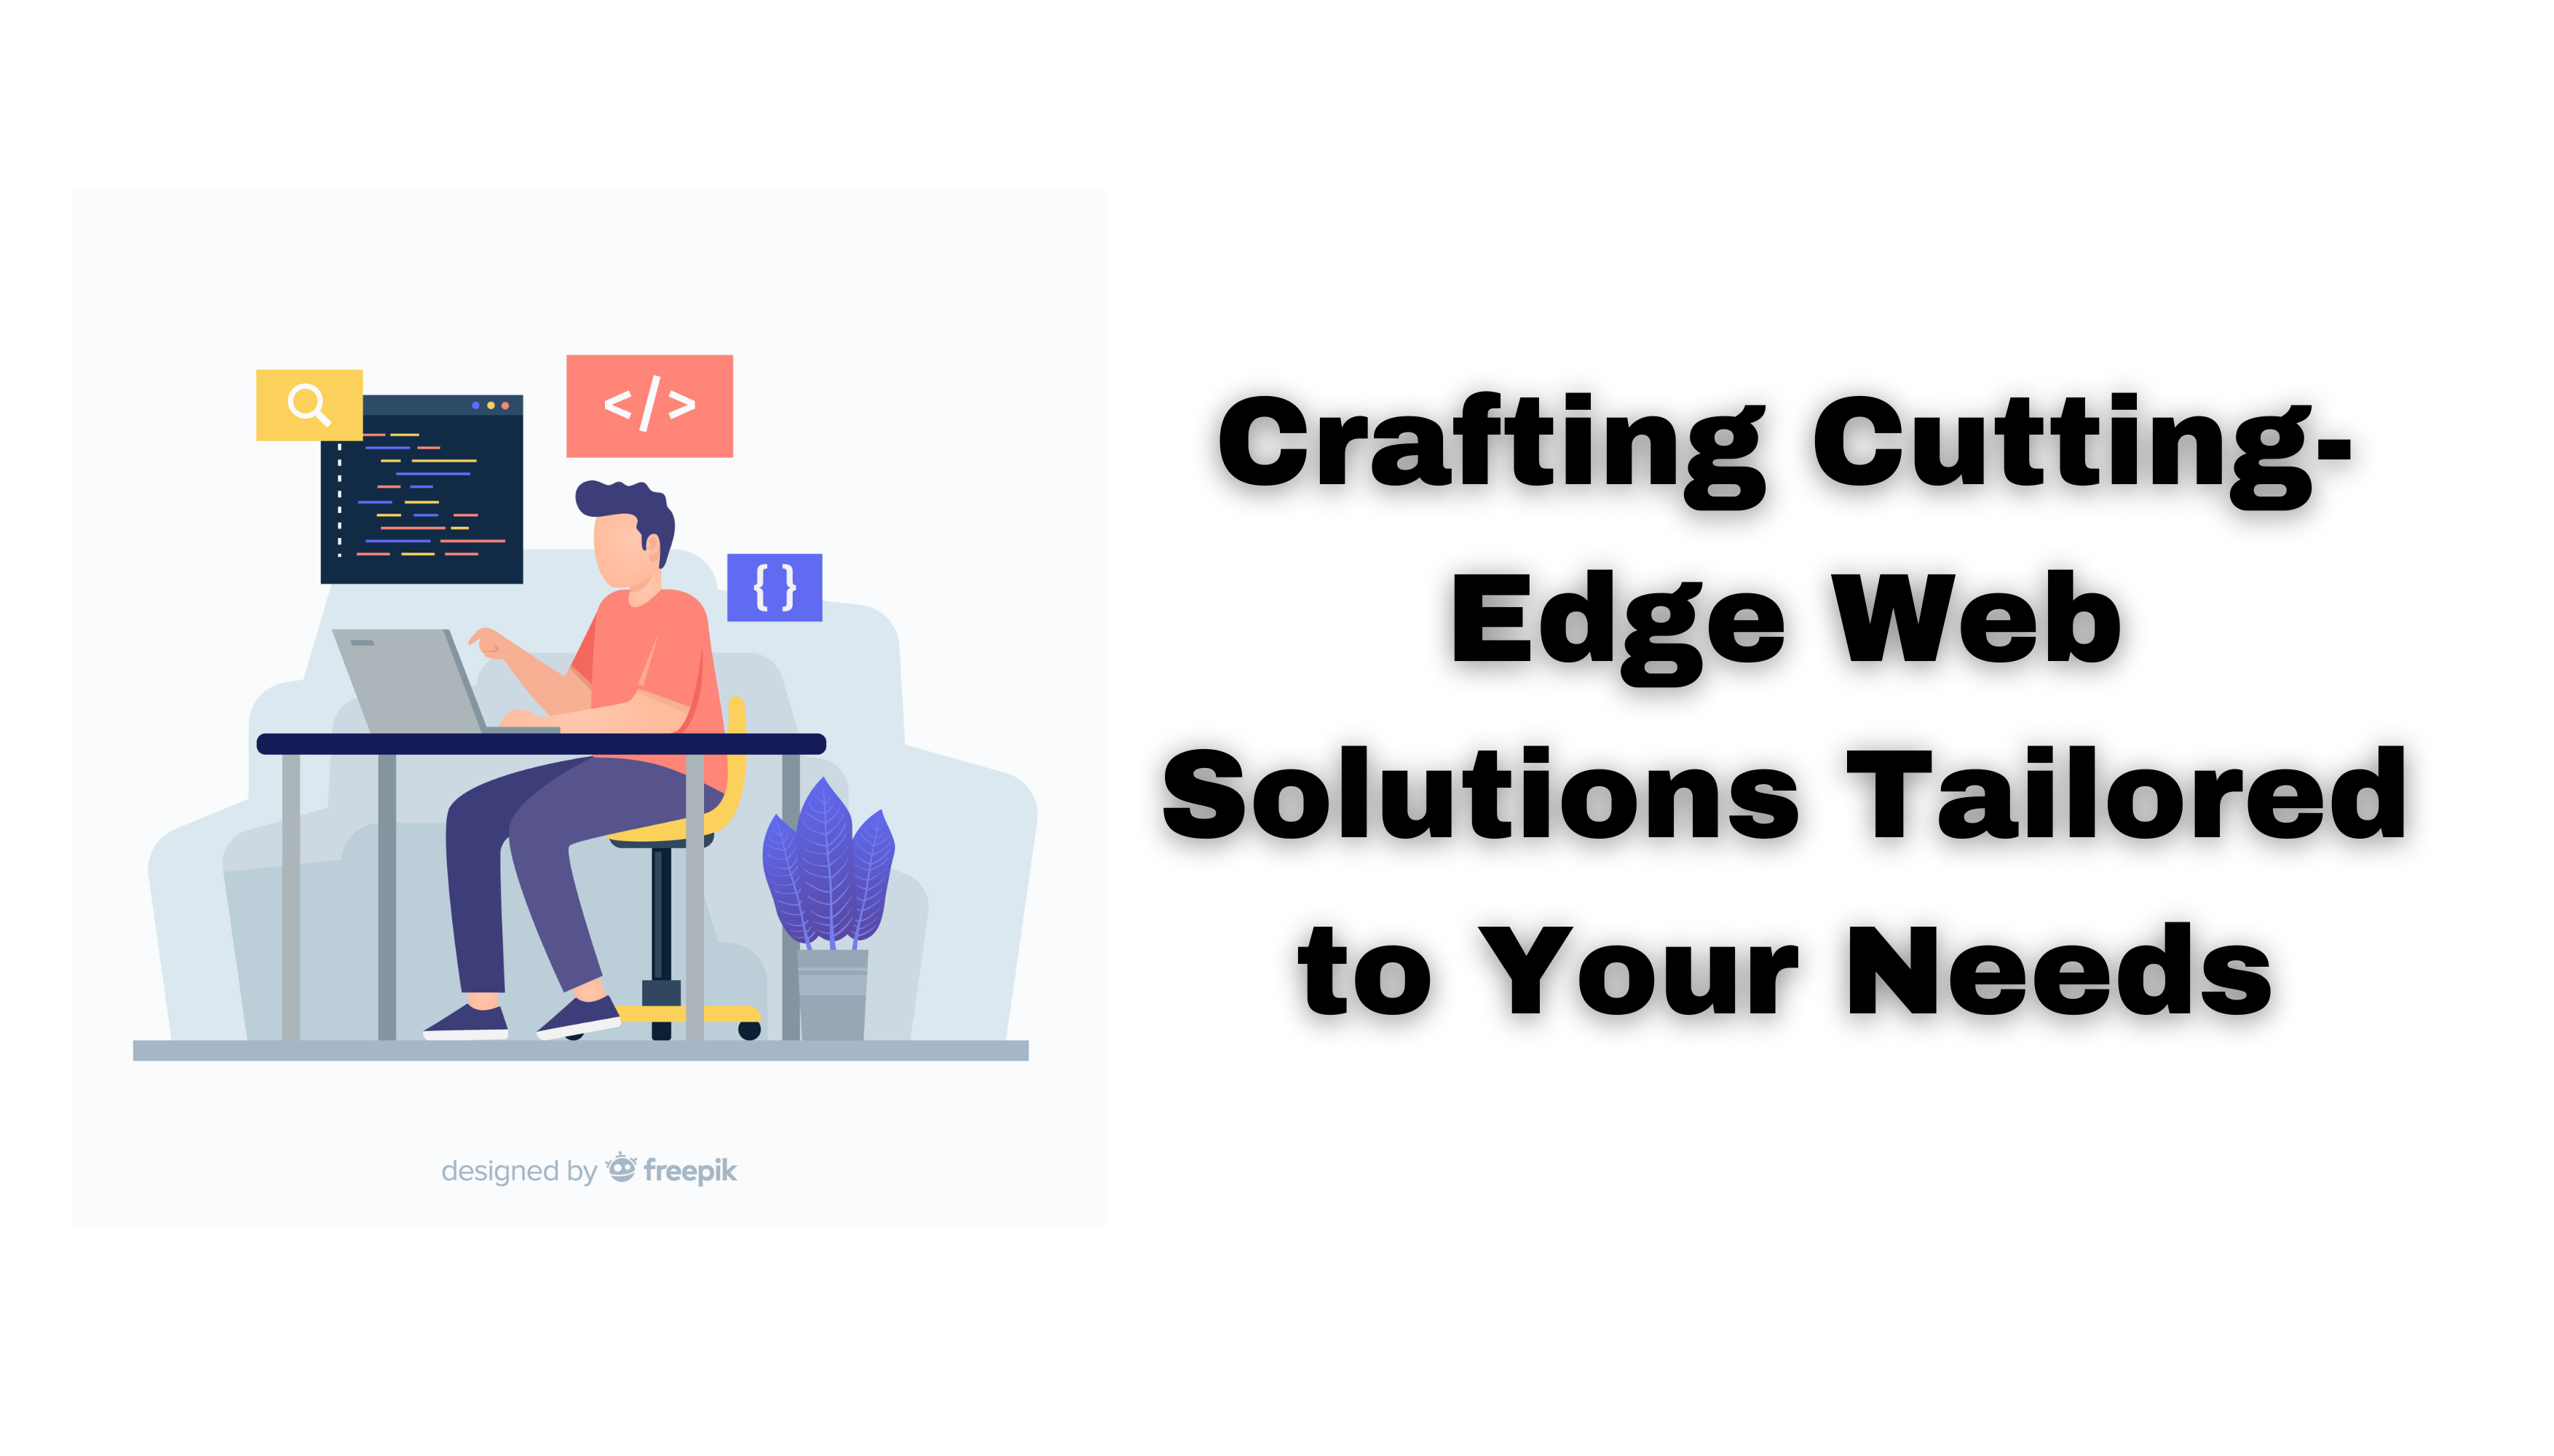 </>
{ }
designed by freepik
Crafting Cutting-
Edge Web
Solutions Tailored
to Your Needs